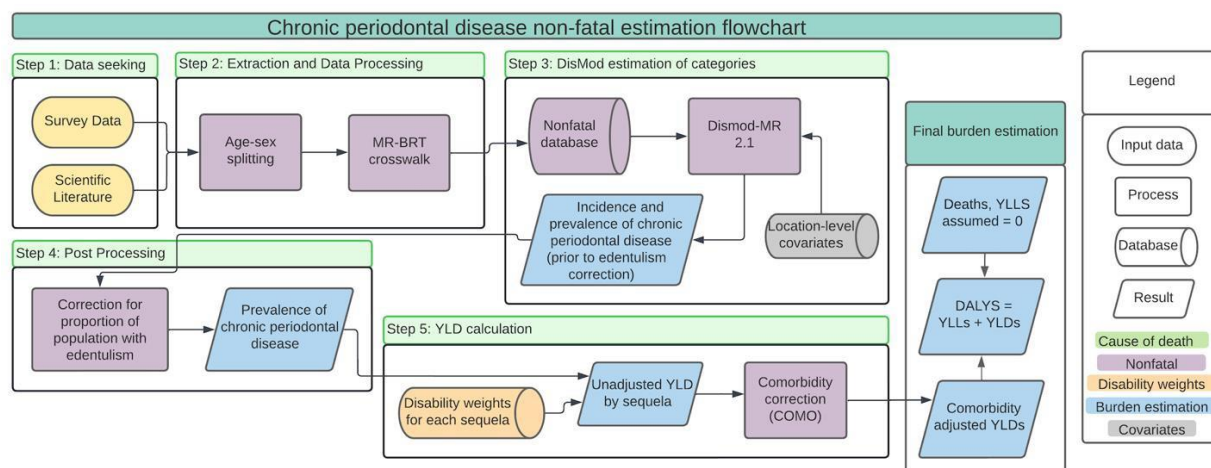 Chronic periodontal disease non-fatal estimation flowchart
Step 1: Data seeking
Survey Data
Scientific
Literature
Step 2: Extraction and Data Processing
Age-sex
splitting
MR-BRT
crosswalk
Step 3: DisMod estimation of categories
Nonfatal
database
Dismod-MR
2.1
Location-level
covariates
Incidence and
prevalence of chronic
periodontal disease
(prior to edentulism
correction)
Step 4: Post Processing
Correction for
proportion of
population with
edentulism
Prevalence of
chronic periodontal
disease
Step 5: YLD calculation
Disability weights
for each sequela
Unadjusted YLD
by sequela
Comorbidity
correction
(COMO)
Final burden estimation
Deaths, YLLS
assumed = 0
DALYS =
YLLs + YLDs
Comorbidity
adjusted YLDs
Legend
Input data
Process
Database
Result
Cause of death
Nonfatal
Disability weights
Burden estimation
Covariates